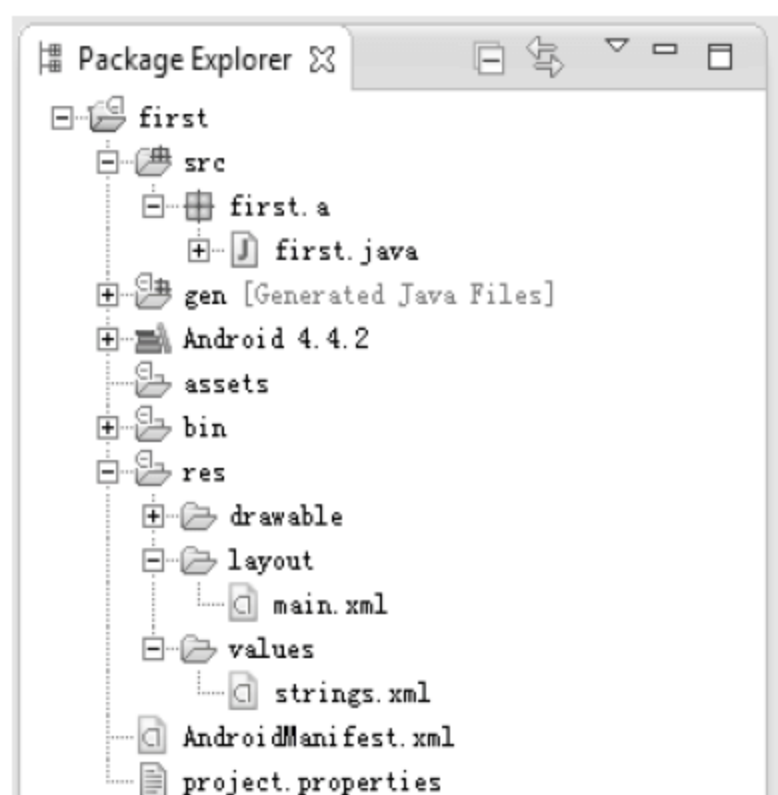 Package Explorer
first
src
first.a
first.java
gen [Generated Java Files]
Android 4.4.2
assets
bin
res
drawable
layout
main.xml
values
strings.xml
AndroidManifest.xml
project.properties